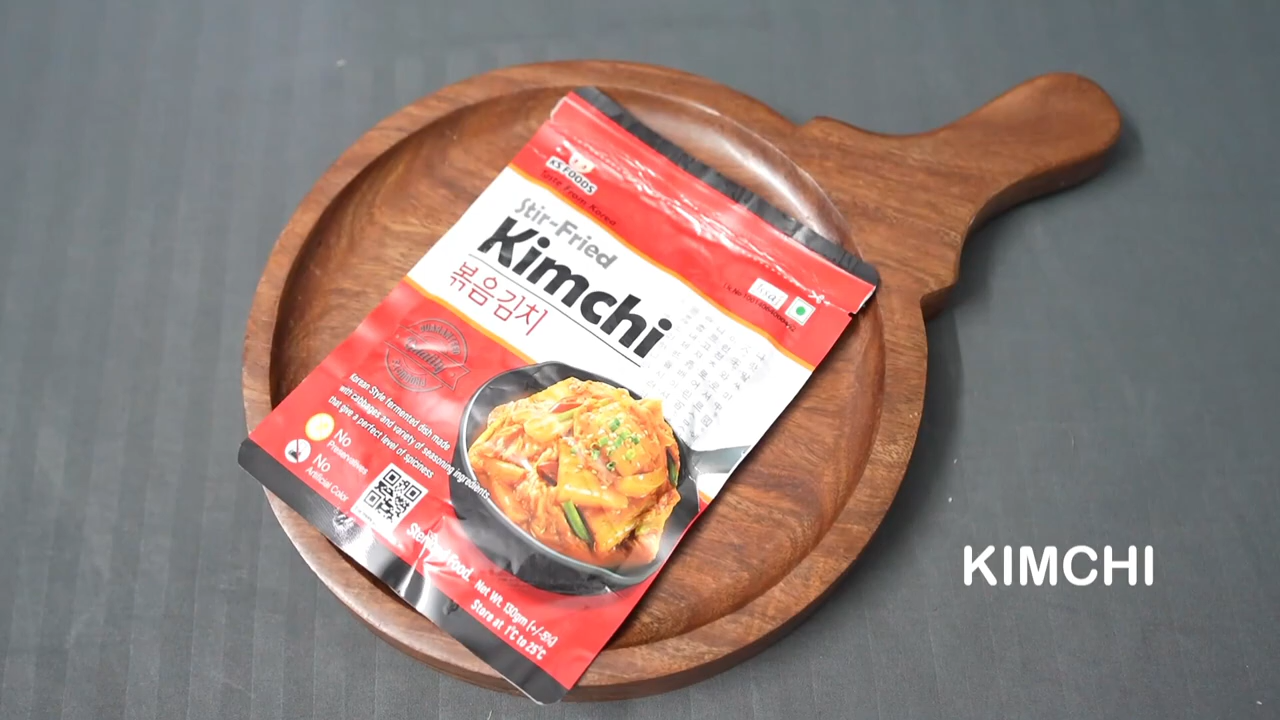 KS FOODS
Taste From Korea
Stir-Fried
Kimchi
볶음김치
fssai
Quality
Korean Style fermented dish made
with cabbages and variety of seasoning ingredients,
that give a perfect level of spiciness
No
Preservatives
No
Artificial Color
Food.
Net Wt. 130gm (+/-5%)
Store at 1°C to 25°C
KIMCHI